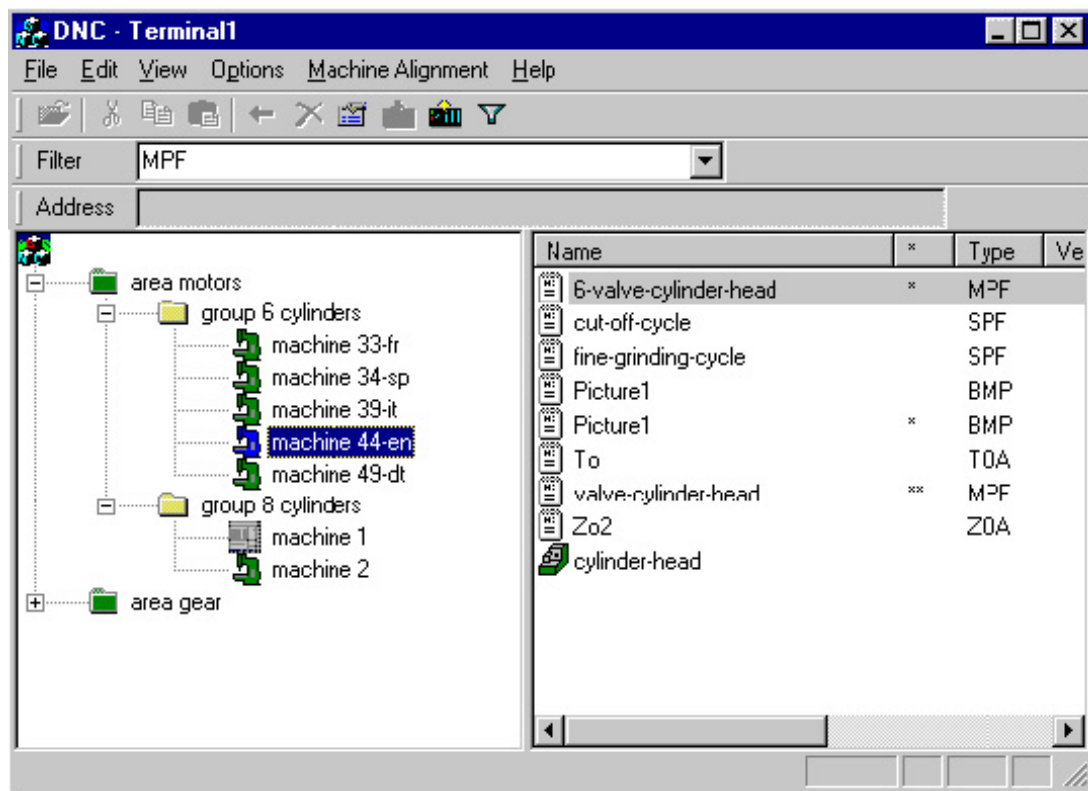 DNC - Terminal1
File Edit View Options Machine Alignment Help
Filter MPF
Address
area motors
group 6 cylinders
machine 33-fr
machine 34-sp
machine 39-it
machine 44-en
machine 49-dt
group 8 cylinders
machine 1
machine 2
area gear
Name * Type Ve
6-valve-cylinder-head * MPF
cut-off-cycle SPF
fine-grinding-cycle SPF
Picture1 BMP
Picture1 * BMP
To TOA
valve-cylinder-head ** MPF
Zo2 ZOA
cylinder-head